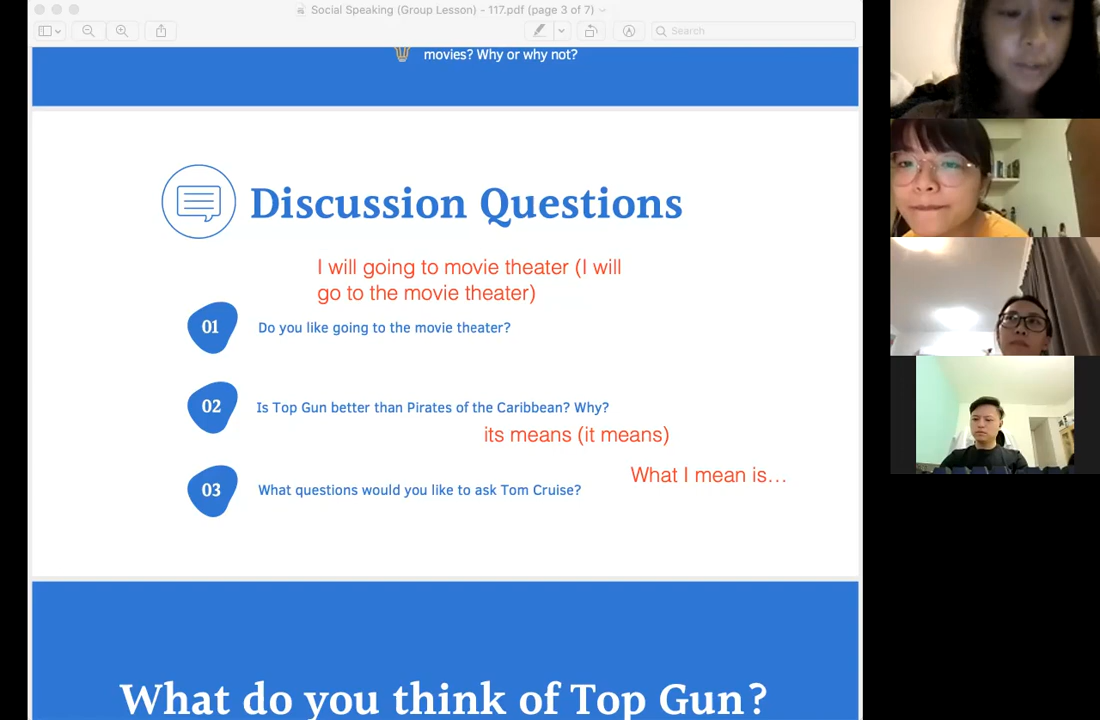 Social Speaking (Group Lesson) - 117.pdf (page 3 of 7)
Search
movies? Why or why not?
Discussion Questions
I will going to movie theater (I will
go to the movie theater)
01 Do you like going to the movie theater?
02 Is Top Gun better than Pirates of the Caribbean? Why?
its means (it means)
What I mean is…
03 What questions would you like to ask Tom Cruise?
What do you think of Top Gun?